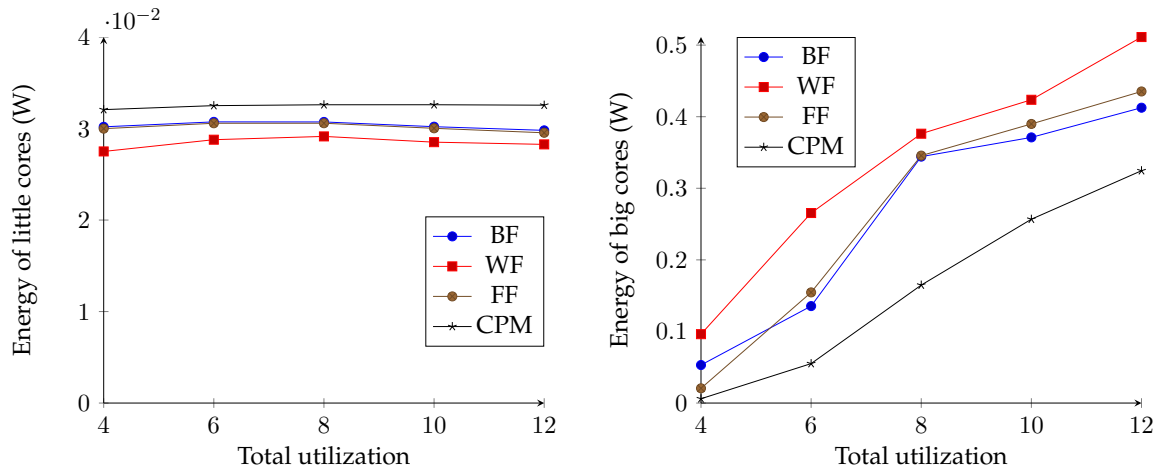 ·10⁻²
4
3
2
1
0
4
6
8
10
12
Total utilization
Energy of little cores (W)
BF
WF
FF
CPM
0.5
0.4
0.3
0.2
0.1
0
4
6
8
10
12
Total utilization
Energy of big cores (W)
BF
WF
FF
CPM